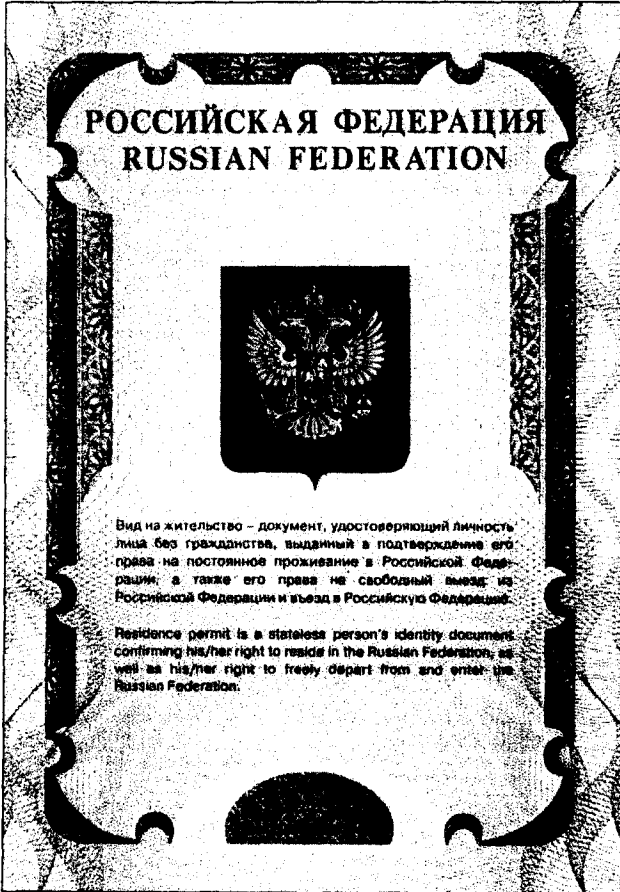 РОССИЙСКАЯ ФЕДЕРАЦИЯ
RUSSIAN FEDERATION
Вид на жительство – документ, удостоверяющий личность
лица без гражданства, выданный в подтверждение его
права на постоянное проживание в Российской Феде-
рации, а также его права на свободный выезд из
Российской Федерации и въезд в Российскую Федерацию.
Residence permit is a stateless person's identity document
confirming his/her right to reside in the Russian Federation, as
well as his/her right to freely depart from and enter the
Russian Federation.